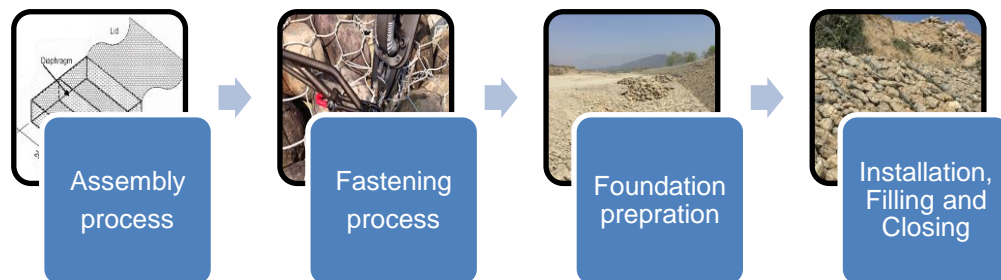 Lid
Diaphragm
Assembly
process
Fastening
process
Foundation
prepration
Installation,
Filling and
Closing